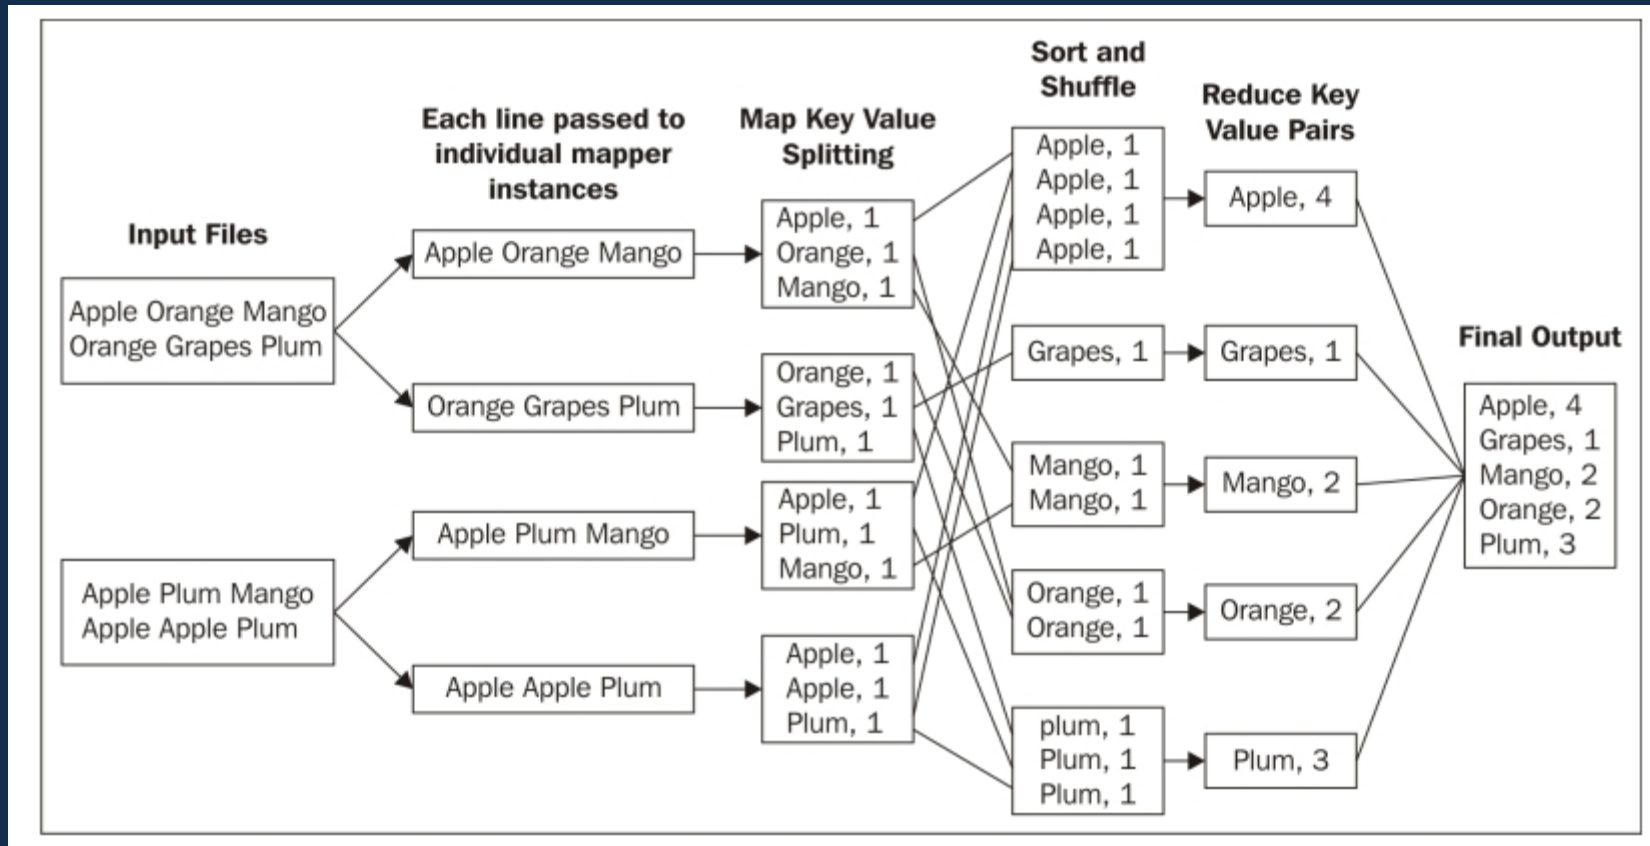 Input Files
Apple Orange Mango
Orange Grapes Plum
Apple Plum Mango
Apple Apple Plum
Each line passed to
individual mapper
instances
Apple Orange Mango
Orange Grapes Plum
Apple Plum Mango
Apple Apple Plum
Map Key Value
Splitting
Apple, 1
Orange, 1
Mango, 1
Orange, 1
Grapes, 1
Plum, 1
Apple, 1
Plum, 1
Mango, 1
Apple, 1
Apple, 1
Plum, 1
Sort and
Shuffle
Apple, 1
Apple, 1
Apple, 1
Apple, 1
Grapes, 1
Mango, 1
Mango, 1
Orange, 1
Orange, 1
plum, 1
Plum, 1
Plum, 1
Reduce Key
Value Pairs
Apple, 4
Grapes, 1
Mango, 2
Orange, 2
Plum, 3
Final Output
Apple, 4
Grapes, 1
Mango, 2
Orange, 2
Plum, 3